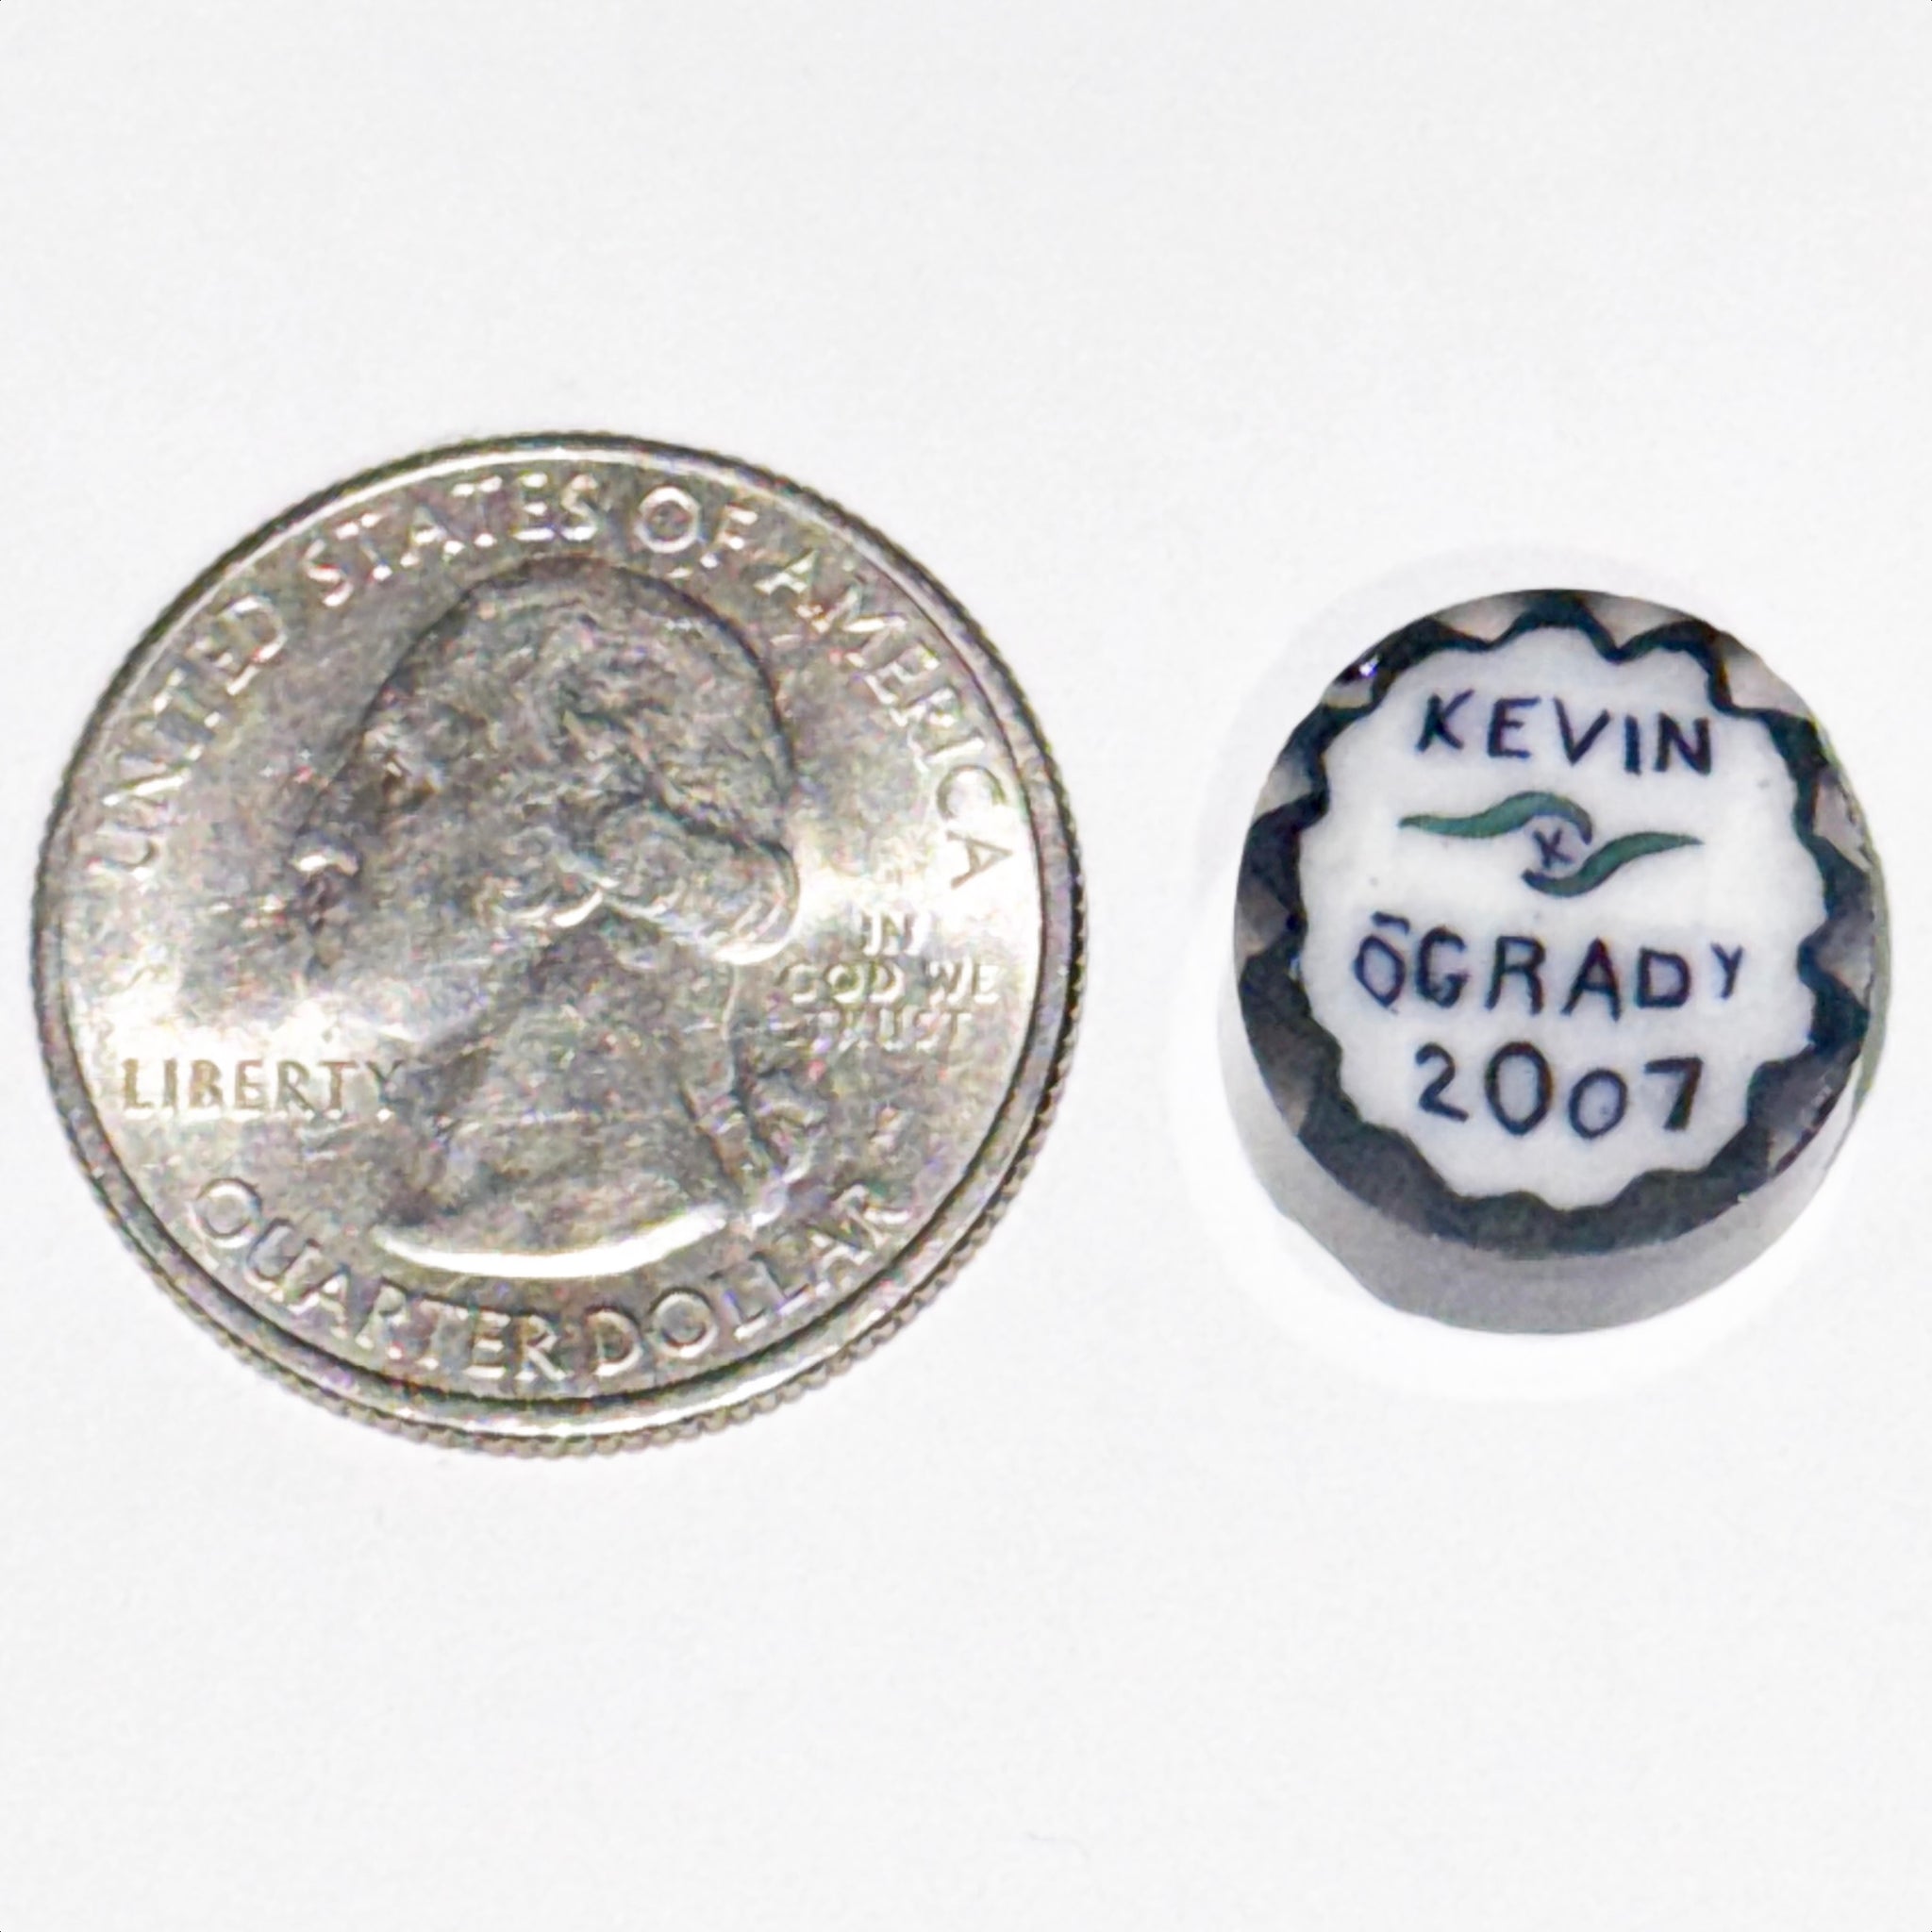 UNITED STATES OF AMERICA
IN
GOD WE
TRUST
LIBERTY
QUARTER DOLLAR
KEVIN
K
ŌGRADY
2007